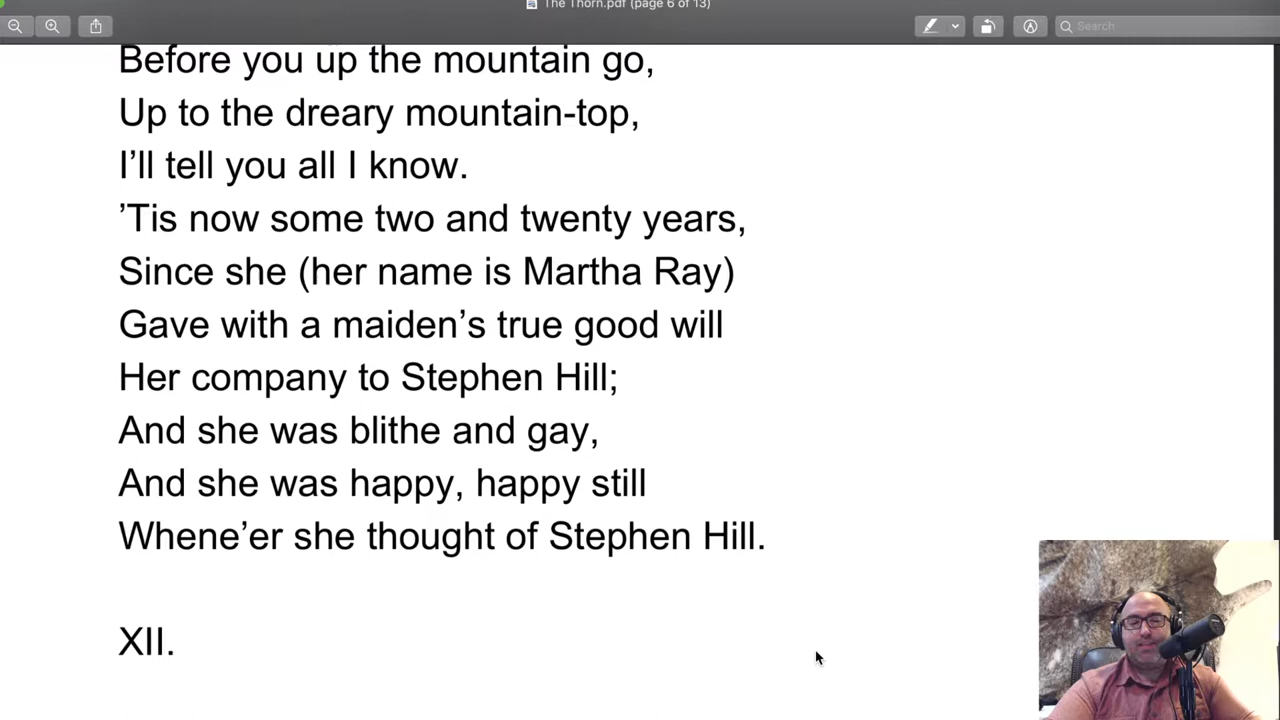 The Thorn.pdf (page 6 of 13)
Search
Before you up the mountain go,
Up to the dreary mountain-top,
I’ll tell you all I know.
’Tis now some two and twenty years,
Since she (her name is Martha Ray)
Gave with a maiden’s true good will
Her company to Stephen Hill;
And she was blithe and gay,
And she was happy, happy still
Whene’er she thought of Stephen Hill.
XII.